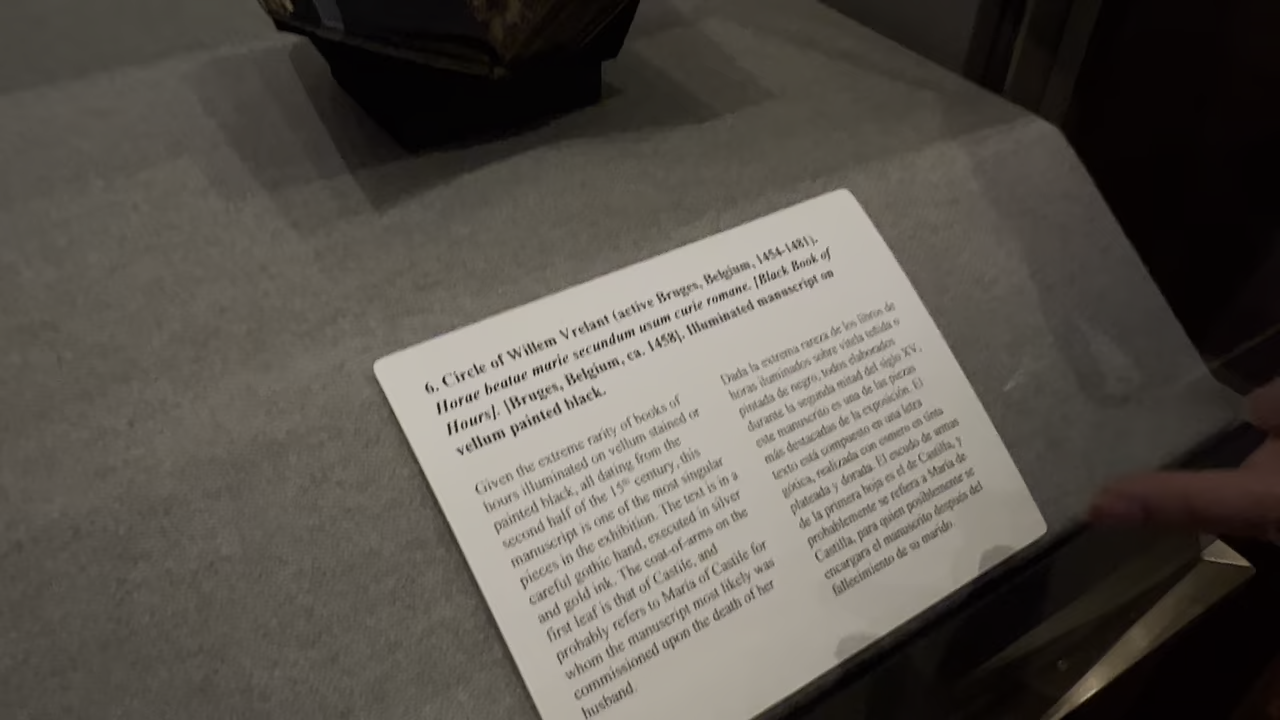 6. Circle of Willem Vrelant (active Bruges, Belgium, 1454-1481).
Horae beatae marie secundum usum curie romane. [Black Book of
Hours]. [Bruges, Belgium, ca. 1458]. Illuminated manuscript on
vellum painted black.
Given the extreme rarity of books of
hours illuminated on vellum stained or
painted black, all dating from the
second half of the 15th century, this
manuscript is one of the most singular
pieces in the exhibition. The text is in a
careful gothic hand, executed in silver
and gold ink. The coat-of-arms on the
first leaf is that of Castile, and
probably refers to María of Castile for
whom the manuscript most likely was
commissioned upon the death of her
husband.
Dada la extrema rareza de los libros de
horas iluminados sobre vitela teñida o
pintada de negro, todos elaborados
durante la segunda mitad del siglo XV,
este manuscrito es una de las piezas
más destacadas de la exposición. El
texto está compuesto en una letra
gótica, realizada con esmero en tinta
plateada y dorada. El escudo de armas
de la primera hoja es el de Castilla, y
probablemente se refiera a María de
Castilla, para quien posiblemente se
encargara el manuscrito después del
fallecimiento de su marido.